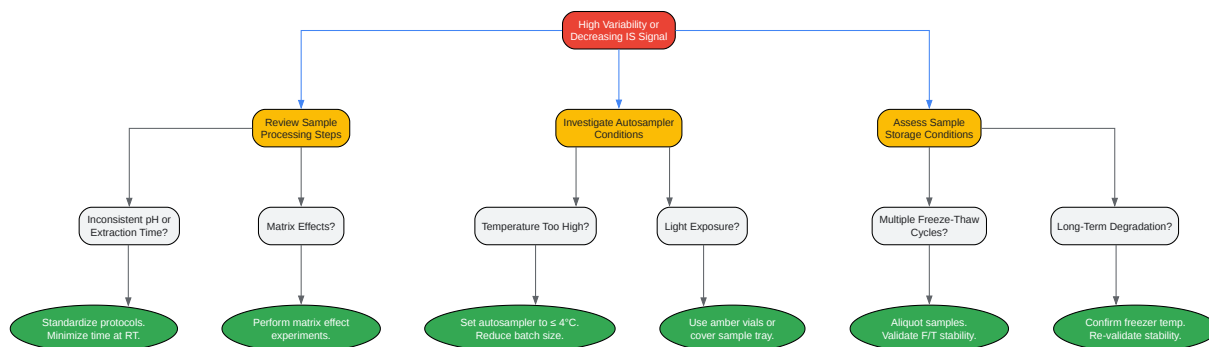 High Variability or
Decreasing IS Signal
Review Sample
Processing Steps
Investigate Autosampler
Conditions
Assess Sample
Storage Conditions
Inconsistent pH or
Extraction Time?
Matrix Effects?
Temperature Too High?
Light Exposure?
Multiple Freeze-Thaw
Cycles?
Long-Term Degradation?
Standardize protocols.
Minimize time at RT.
Perform matrix effect
experiments.
Set autosampler to ≤ 4°C.
Reduce batch size.
Use amber vials or
cover sample tray.
Aliquot samples.
Validate F/T stability.
Confirm freezer temp.
Re-validate stability.